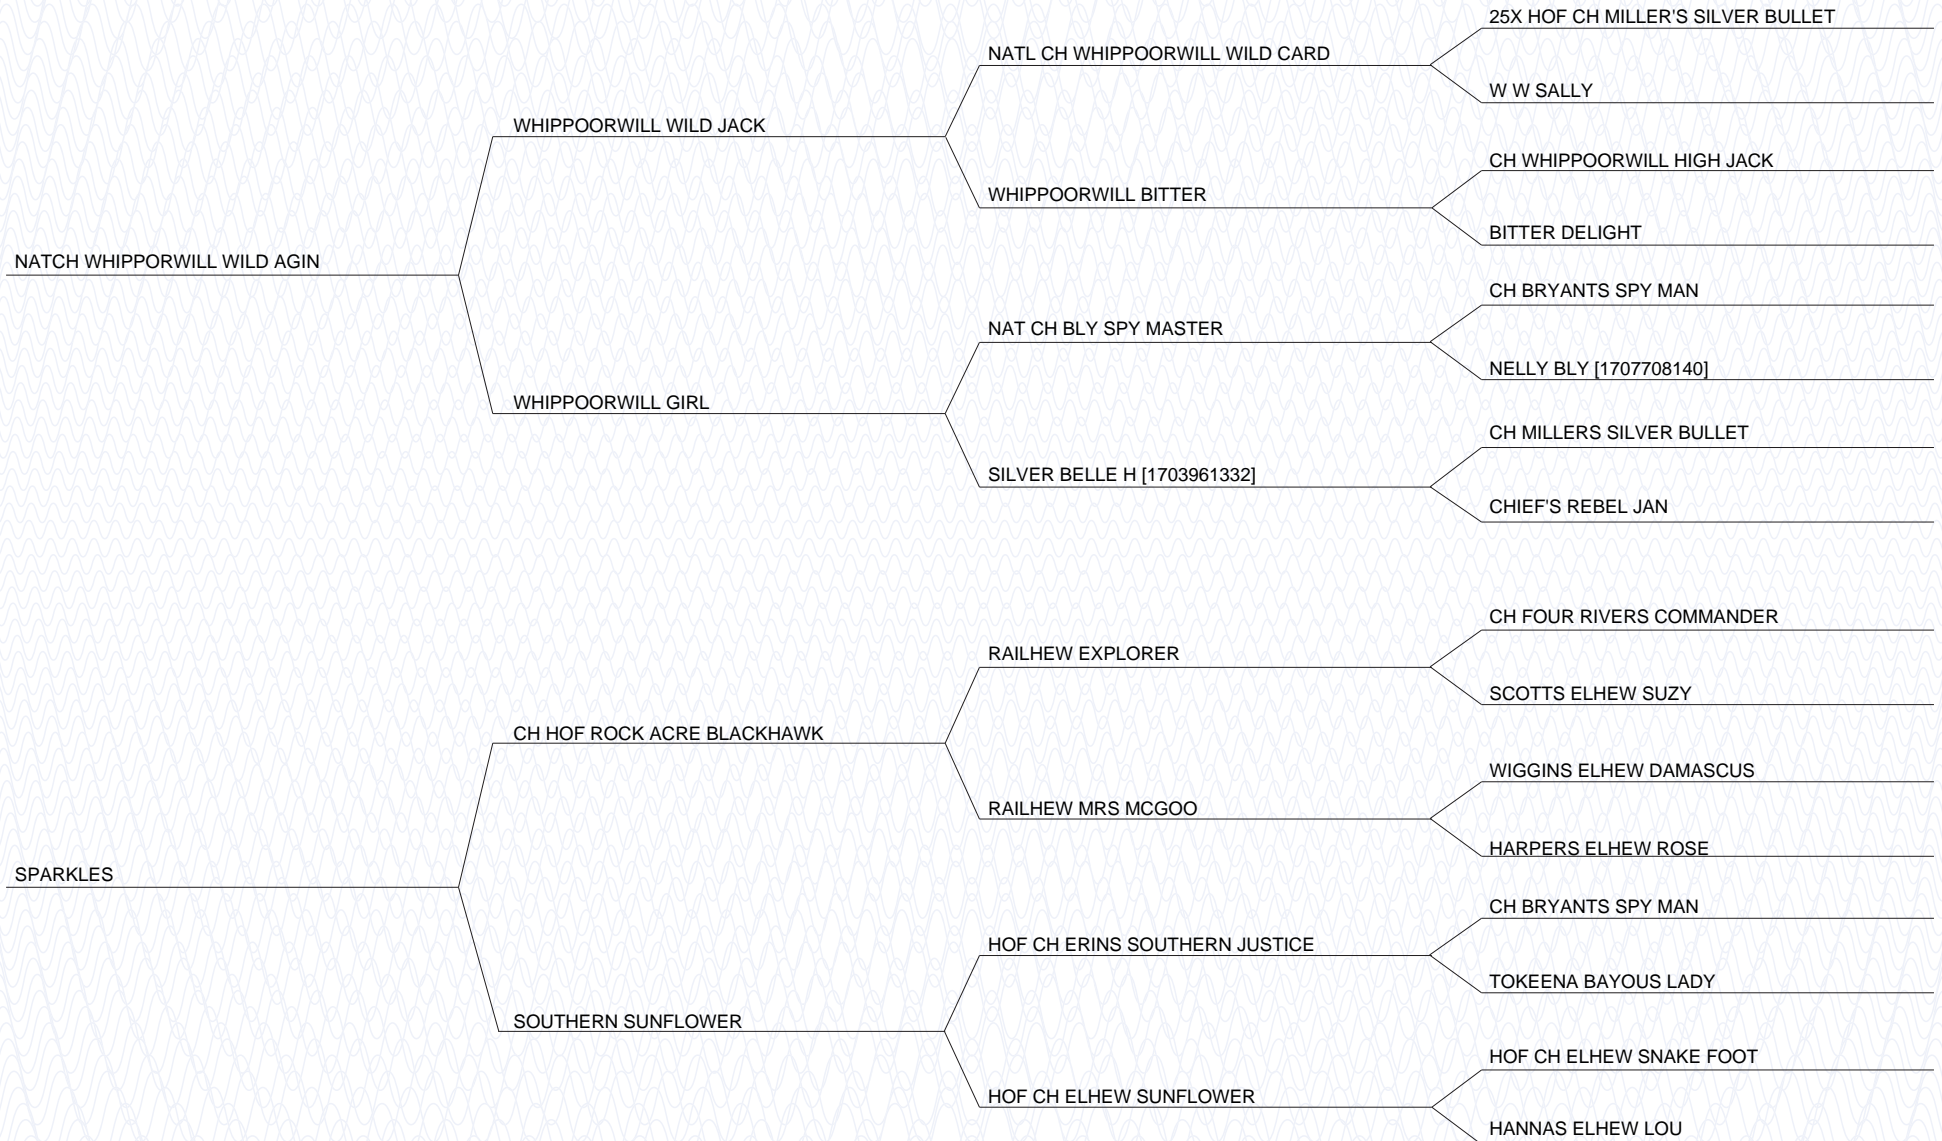 25X HOF CH MILLER'S SILVER BULLET
NATL CH WHIPPOORWILL WILD CARD
W W SALLY
WHIPPOORWILL WILD JACK
CH WHIPPOORWILL HIGH JACK
WHIPPOORWILL BITTER
BITTER DELIGHT
NATCH WHIPPORWILL WILD AGIN
CH BRYANTS SPY MAN
NAT CH BLY SPY MASTER
NELLY BLY [1707708140]
WHIPPOORWILL GIRL
CH MILLERS SILVER BULLET
SILVER BELLE H [1703961332]
CHIEF'S REBEL JAN
CH FOUR RIVERS COMMANDER
RAILHEW EXPLORER
SCOTTS ELHEW SUZY
CH HOF ROCK ACRE BLACKHAWK
WIGGINS ELHEW DAMASCUS
RAILHEW MRS MCGOO
HARPERS ELHEW ROSE
SPARKLES
CH BRYANTS SPY MAN
HOF CH ERINS SOUTHERN JUSTICE
TOKEENA BAYOUS LADY
SOUTHERN SUNFLOWER
HOF CH ELHEW SNAKE FOOT
HOF CH ELHEW SUNFLOWER
HANNAS ELHEW LOU